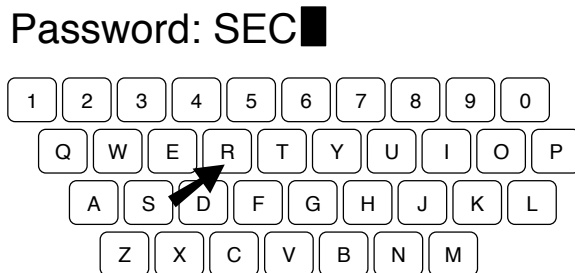 Password: SEC
1 2 3 4 5 6 7 8 9 0
Q W E R T Y U I O P
A S D F G H J K L
Z X C V B N M